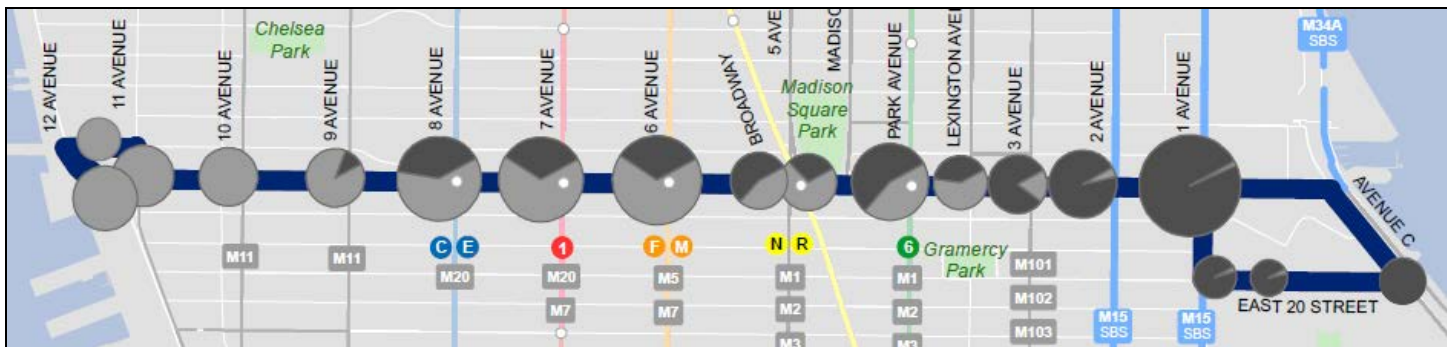 Chelsea
Park
12 AVENUE
11 AVENUE
10 AVENUE
9 AVENUE
8 AVENUE
7 AVENUE
6 AVENUE
BROADWAY
5 AVE
MADISO
PARK AVENUE
LEXINGTON AVE
3 AVENUE
2 AVENUE
1 AVENUE
M34A
SBS
Madison
Square
Park
AVENUE C
C E
1
F M
N R
6
Gramercy
Park
M11
M11
M20
M20
M7
M5
M7
M1
M2
M3
M1
M2
M3
M101
M102
M103
M15
SBS
M15
SBS
EAST 20 STREET